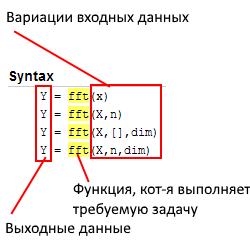 Вариации входных данных
Syntax
Y = fft(x)
Y = fft(X,n)
Y = fft(X,[],dim)
Y = fft(X,n,dim)
Функция, кот-я выполняет
требуемую задачу
Выходные данные